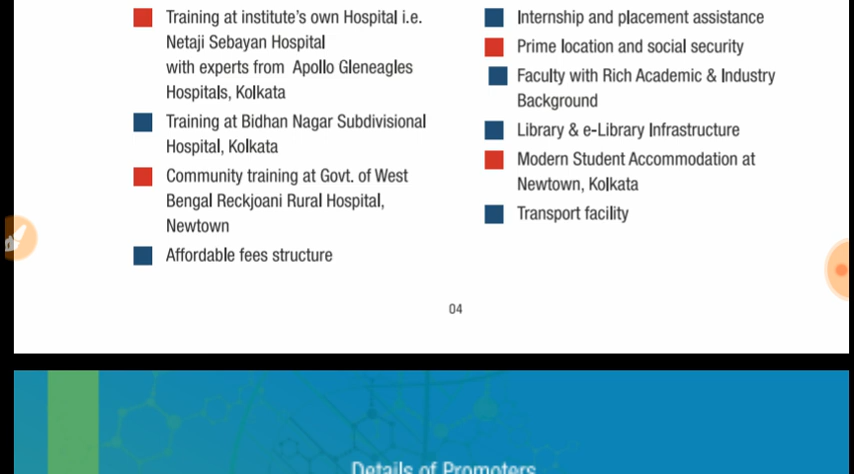 Training at institute's own Hospital i.e.
Netaji Sebayan Hospital
with experts from Apollo Gleneagles
Hospitals, Kolkata
Training at Bidhan Nagar Subdivisional
Hospital, Kolkata
Community training at Govt. of West
Bengal Reckjoani Rural Hospital,
Newtown
Affordable fees structure
Internship and placement assistance
Prime location and social security
Faculty with Rich Academic & Industry
Background
Library & e-Library Infrastructure
Modern Student Accommodation at
Newtown, Kolkata
Transport facility
04
Details of Promoters